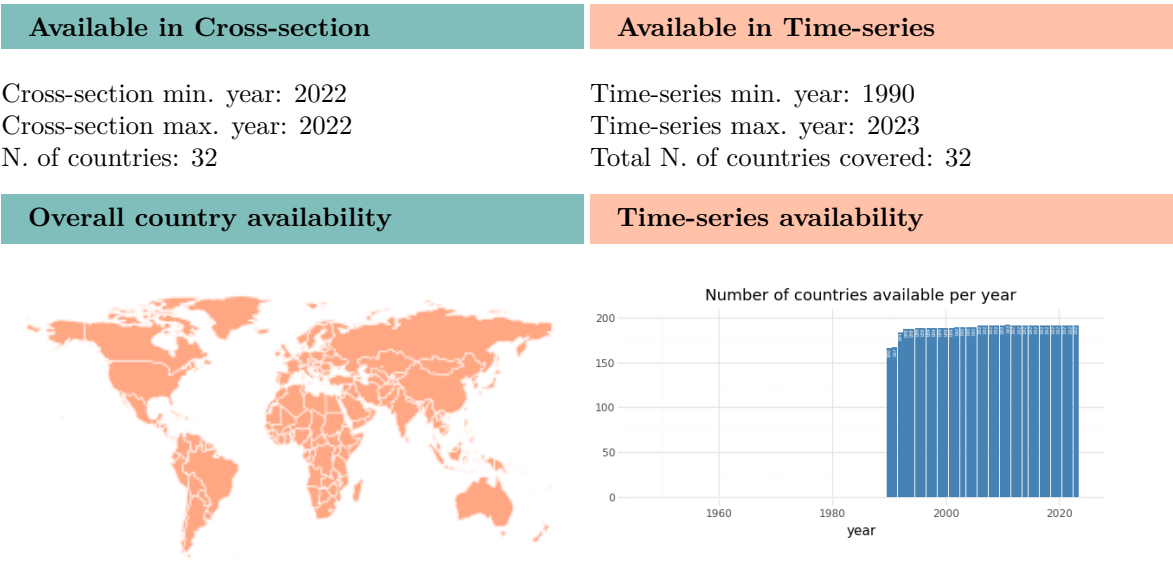 Available in Cross-section
Available in Time-series
Cross-section min. year: 2022
Cross-section max. year: 2022
N. of countries: 32
Time-series min. year: 1990
Time-series max. year: 2023
Total N. of countries covered: 32
Overall country availability
Time-series availability
Number of countries available per year
200
150
100
50
0
1960 1980 2000 2020
year